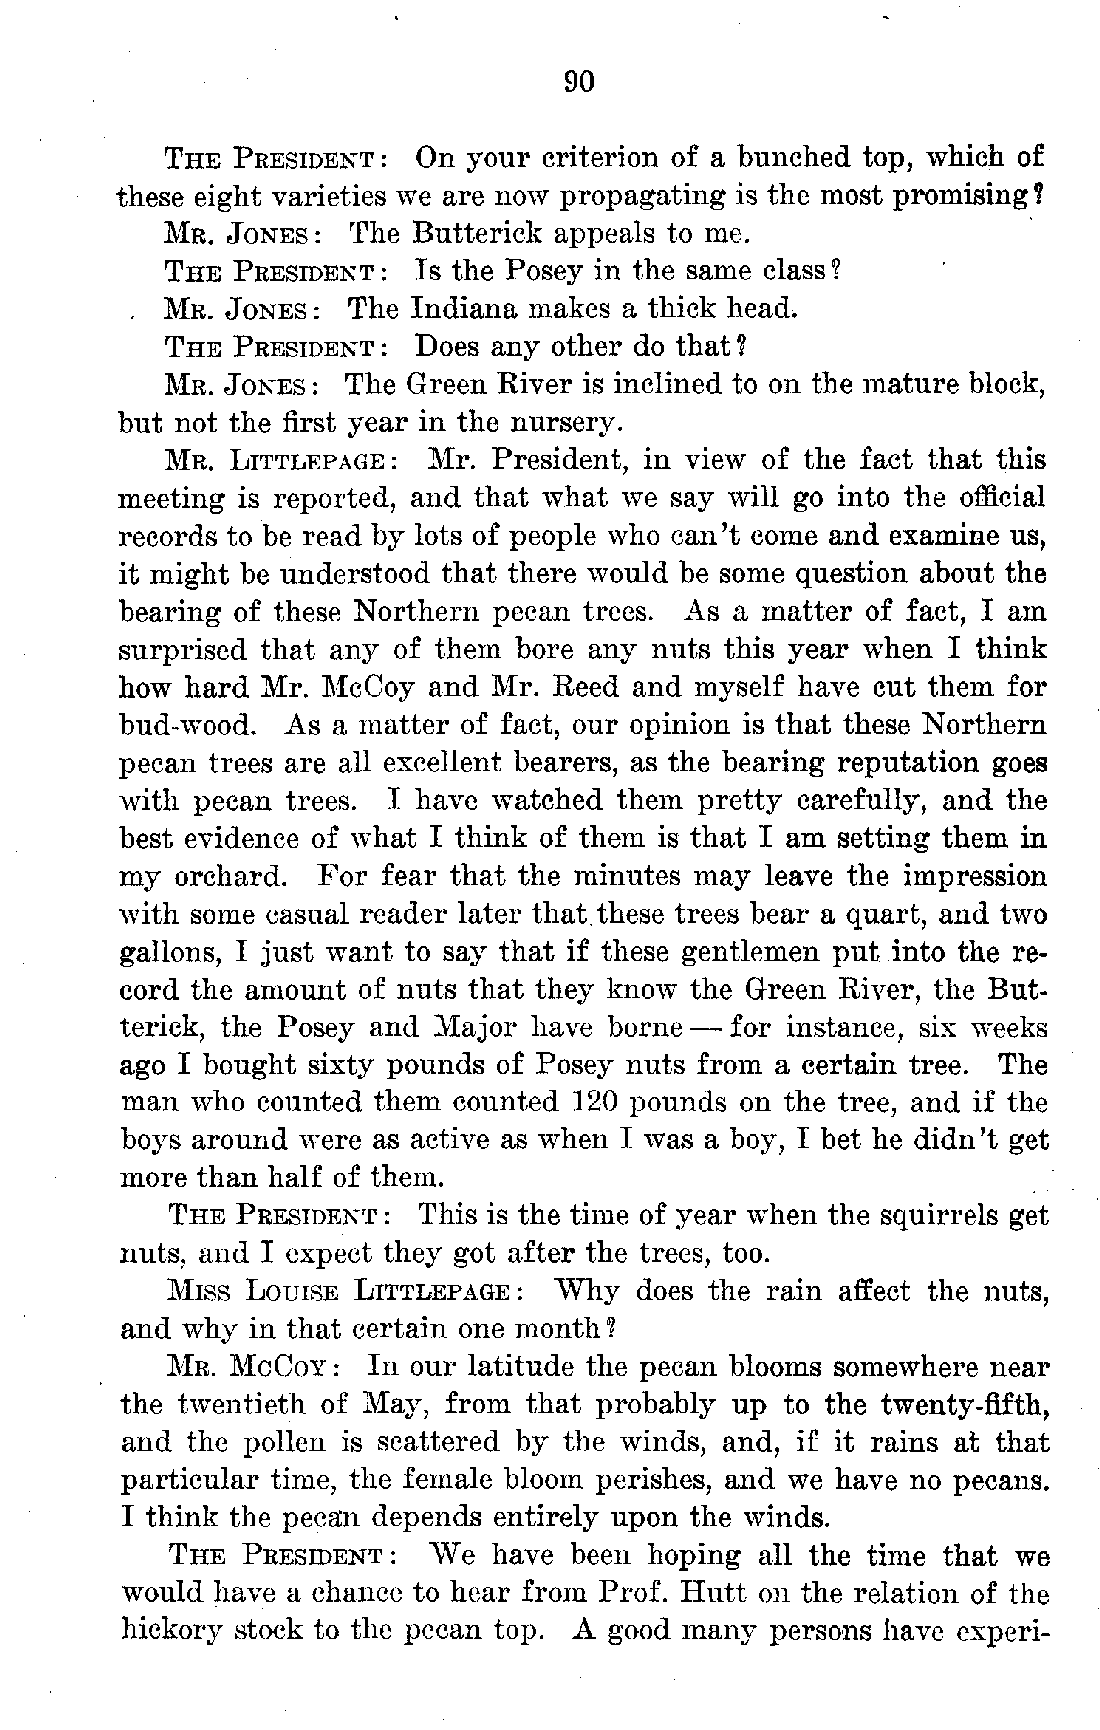 90
THE PRESIDENT: On your criterion of a bunched top, which of
these eight varieties we are now propagating is the most promising?
MR. JONES: The Butterick appeals to me.
THE PRESIDENT: Is the Posey in the same class?
MR. JONES: The Indiana makes a thick head.
THE PRESIDENT: Does any other do that?
MR. JONES: The Green River is inclined to on the mature block,
but not the first year in the nursery.
MR. LITTLEPAGE: Mr. President, in view of the fact that this
meeting is reported, and that what we say will go into the official
records to be read by lots of people who can't come and examine us,
it might be understood that there would be some question about the
bearing of these Northern pecan trees. As a matter of fact, I am
surprised that any of them bore any nuts this year when I think
how hard Mr. McCoy and Mr. Reed and myself have cut them for
bud-wood. As a matter of fact, our opinion is that these Northern
pecan trees are all excellent bearers, as the bearing reputation goes
with pecan trees. I have watched them pretty carefully, and the
best evidence of what I think of them is that I am setting them in
my orchard. For fear that the minutes may leave the impression
with some casual reader later that these trees bear a quart, and two
gallons, I just want to say that if these gentlemen put into the re-
cord the amount of nuts that they know the Green River, the But-
terick, the Posey and Major have borne — for instance, six weeks
ago I bought sixty pounds of Posey nuts from a certain tree. The
man who counted them counted 120 pounds on the tree, and if the
boys around were as active as when I was a boy, I bet he didn't get
more than half of them.
THE PRESIDENT: This is the time of year when the squirrels get
nuts, and I expect they got after the trees, too.
MISS LOUISE LITTLEPAGE: Why does the rain affect the nuts,
and why in that certain one month?
MR. MCCOY: In our latitude the pecan blooms somewhere near
the twentieth of May, from that probably up to the twenty-fifth,
and the pollen is scattered by the winds, and, if it rains at that
particular time, the female bloom perishes, and we have no pecans.
I think the pecan depends entirely upon the winds.
THE PRESIDENT: We have been hoping all the time that we
would have a chance to hear from Prof. Hutt on the relation of the
hickory stock to the pecan top. A good many persons have experi-